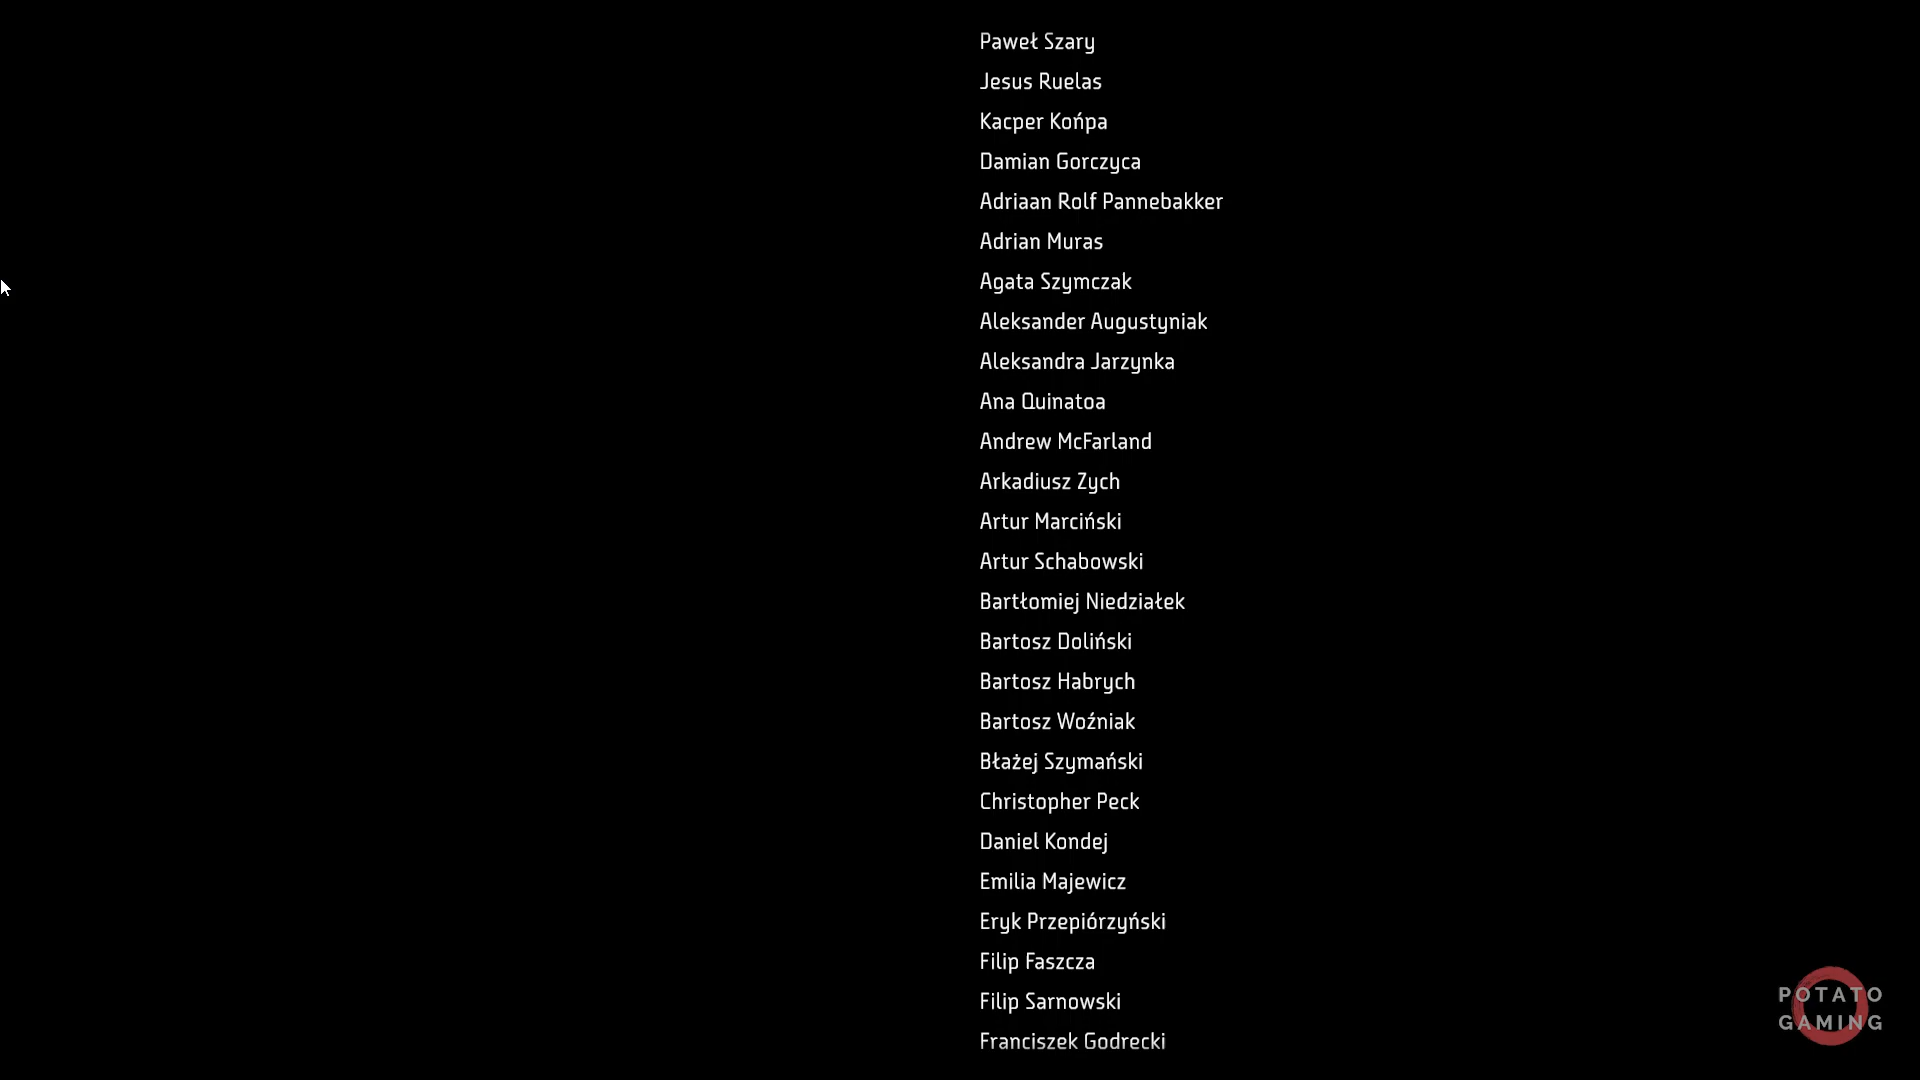 Paweł Szary
Jesus Ruelas
Kacper Końpa
Damian Gorczyca
Adriaan Rolf Pannebakker
Adrian Muras
Agata Szymczak
Aleksander Augustyniak
Aleksandra Jarzynka
Ana Quinatoa
Andrew McFarland
Arkadiusz Zych
Artur Marciński
Artur Schabowski
Bartłomiej Niedziałek
Bartosz Doliński
Bartosz Habrych
Bartosz Woźniak
Błażej Szymański
Christopher Peck
Daniel Kondej
Emilia Majewicz
Eryk Przepiórzyński
Filip Faszcza
Filip Sarnowski
Franciszek Godrecki
POTATO
GAMING